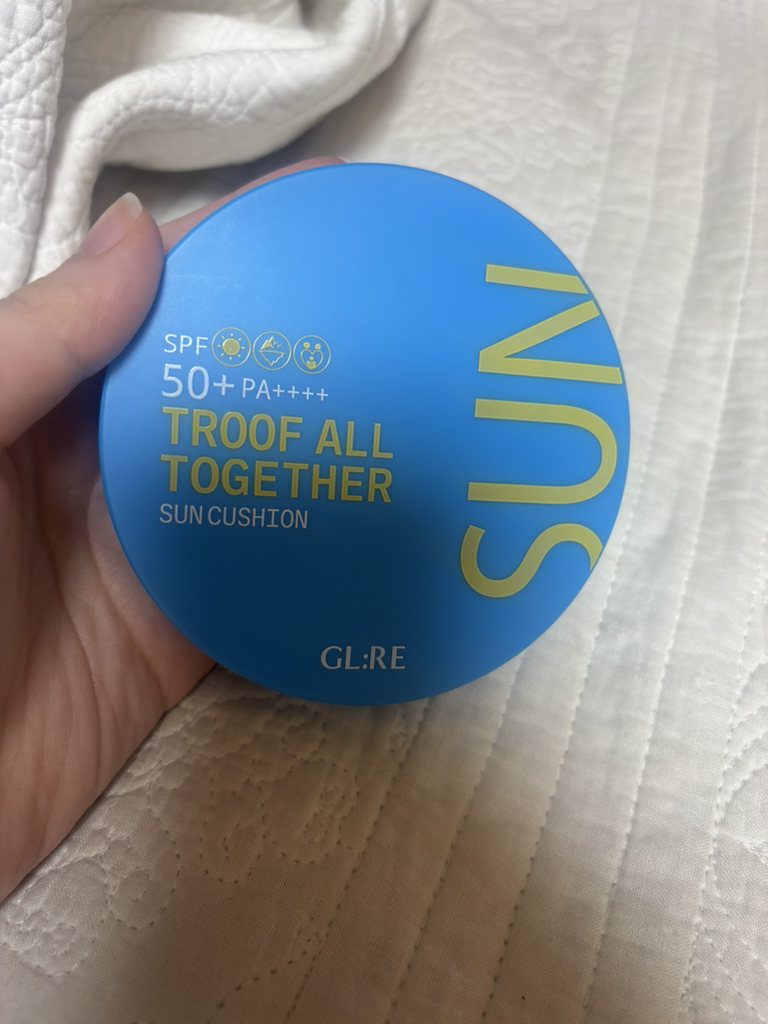 SPF
50+ PA++++
TROOF ALL
TOGETHER
SUN CUSHION
GL:RE
SUN